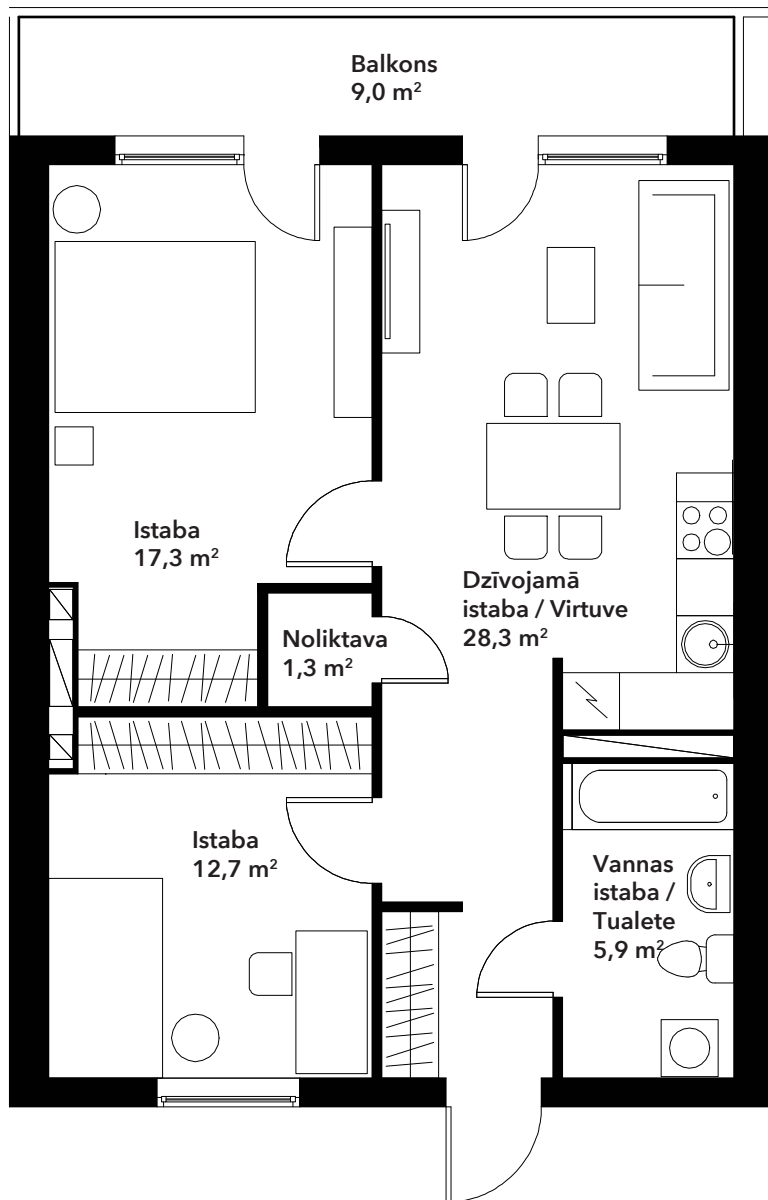 Balkons
9,0 m²
Istaba
17,3 m²
Dzīvojamā
istaba / Virtuve
28,3 m²
Noliktava
1,3 m²
Istaba
12,7 m²
Vannas
istaba /
Tualete
5,9 m²